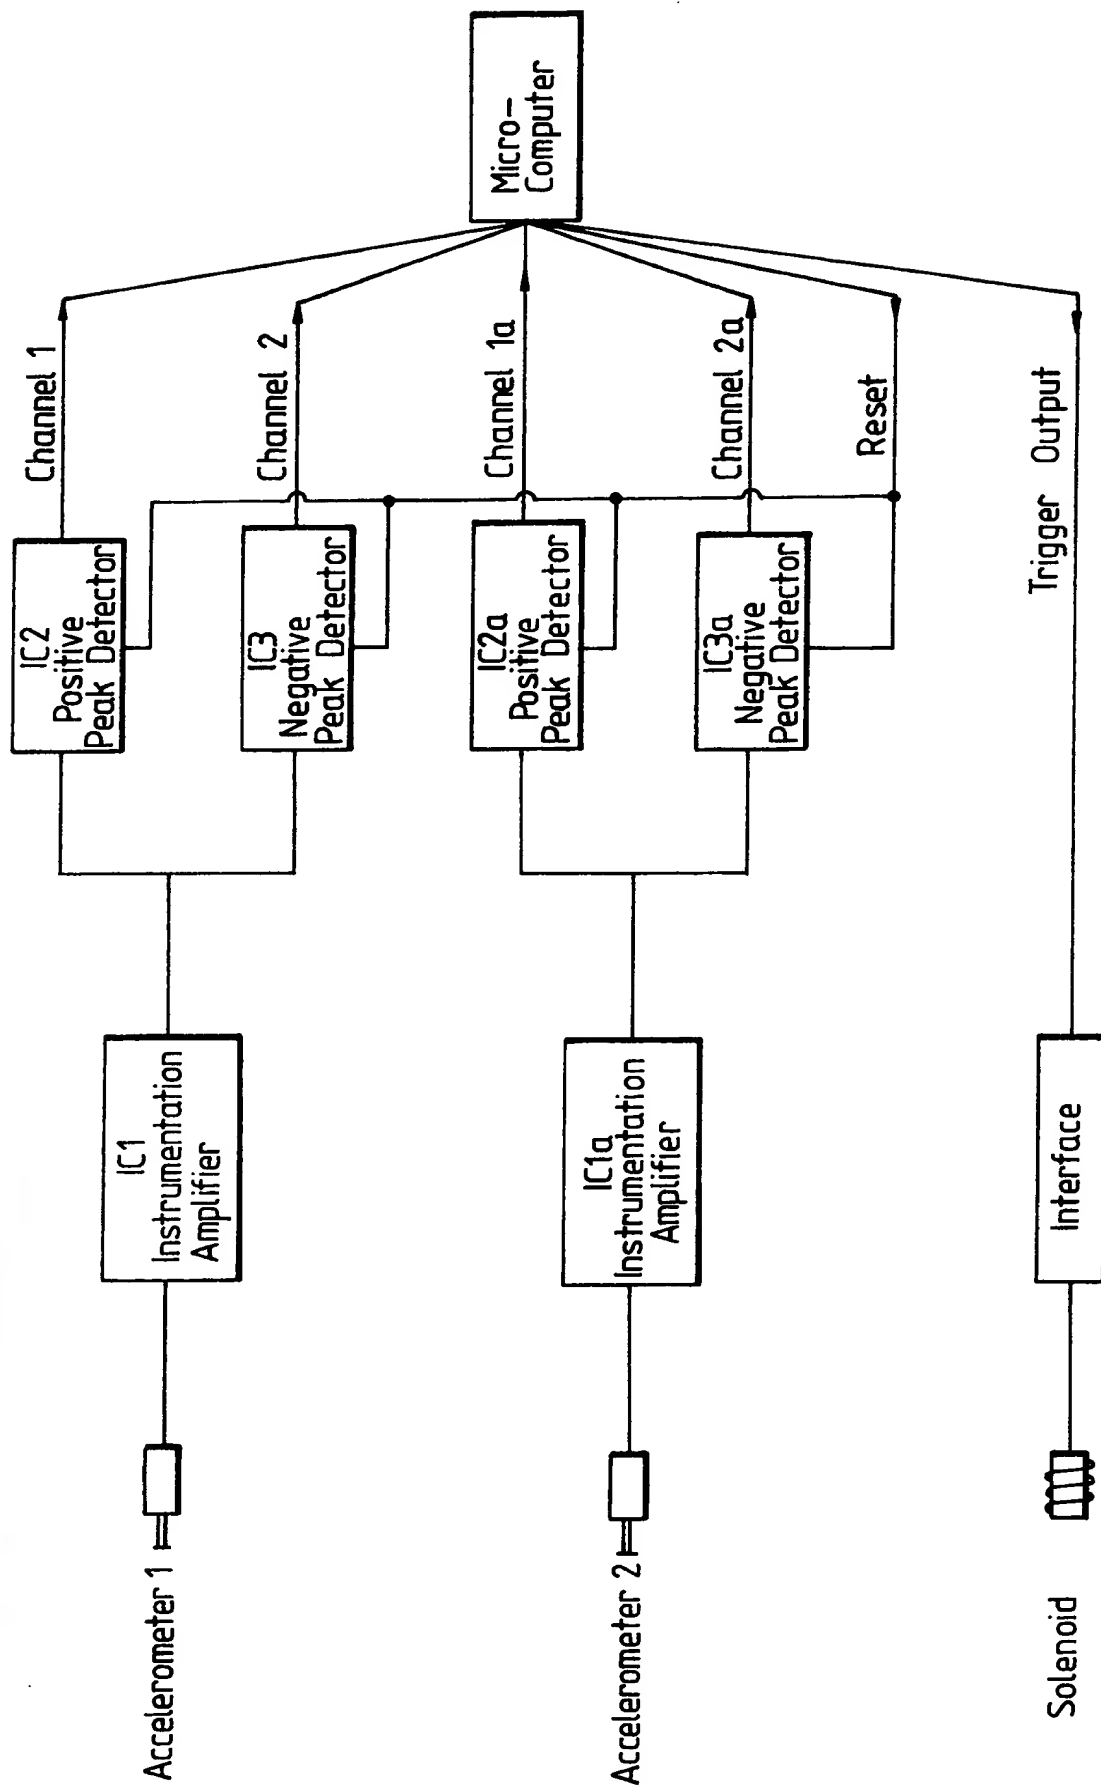 Accelerometer 1
IC1
Instrumentation
Amplifier
IC2
Positive
Peak Detector
Channel 1
IC3
Negative
Peak Detector
Channel 2
Accelerometer 2
IC1a
Instrumentation
Amplifier
IC2a
Positive
Peak Detector
Channel 1a
IC3a
Negative
Peak Detector
Channel 2a
Reset
Micro-
Computer
Solenoid
Interface
Trigger Output